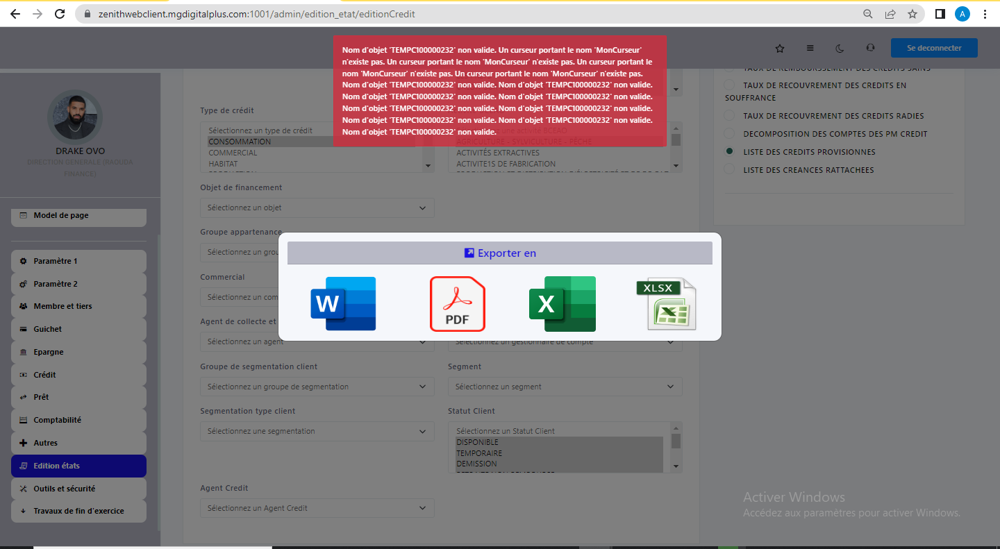 zenithwebclient.mgdigitalplus.com:1001/admin/edition_etat/editionCredit
A
Nom d'objet 'TEMPC100000232' non valide. Un curseur portant le nom 'MonCurseur'
n'existe pas. Un curseur portant le nom 'MonCurseur' n'existe pas. Un curseur portant le
nom 'MonCurseur' n'existe pas. Un curseur portant le nom 'MonCurseur' n'existe pas.
Nom d'objet 'TEMPC100000232' non valide. Nom d'objet 'TEMPC100000232' non valide.
Nom d'objet 'TEMPC100000232' non valide. Nom d'objet 'TEMPC100000232' non valide.
Nom d'objet 'TEMPC100000232' non valide. Nom d'objet 'TEMPC100000232' non valide.
Nom d'objet 'TEMPC100000232' non valide. Nom d'objet 'TEMPC100000232' non valide.
Nom d'objet 'TEMPC100000232' non valide.
Se deconnecter
DRAKE OVO
DIRECTION GENERALE (RAOUDA
FINANCE)
Model de page
Paramètre 1
Paramètre 2
Membre et tiers
Guichet
Epargne
Crédit
Prêt
Comptabilité
Autres
Edition états
Outils et sécurité
Travaux de fin d'exercice
Type de crédit
Sélectionnez un type de crédit
CONSOMMATION
COMMERCIAL
HABITAT
une activité BCEAO
AGRICULTURE - SYLVICULTURE - PÊCHE
ACTIVITÉS EXTRACTIVES
ACTIVITE1S DE FABRICATION
Objet de financement
Sélectionnez un objet
Groupe appartenance
Sélectionnez un grou
Commercial
Sélectionnez un com
Agent de collecte et
Sélectionnez un agent
Sélectionnez un gestionnaire de compte
Groupe de segmentation client
Sélectionnez un groupe de segmentation
Segment
Sélectionnez un segment
Segmentation type client
Sélectionnez une segmentation
Statut Client
Sélectionnez un Statut Client
DISPONIBLE
TEMPORAIRE
DEMISSION
Agent Credit
Sélectionnez un Agent Credit
Exporter en
W
PDF
X
XLSX
X
TAUX DE REMBOURSSEMENT DES CREDITS SAINS
TAUX DE RECOUVREMENT DES CREDITS EN
SOUFFRANCE
TAUX DE RECOUVREMENT DES CREDITS RADIES
DECOMPOSITION DES COMPTES DES PM CREDIT
LISTE DES CREDITS PROVISIONNES
LISTE DES CREANCES RATTACHEES
Activer Windows
Accédez aux paramètres pour activer Windows.